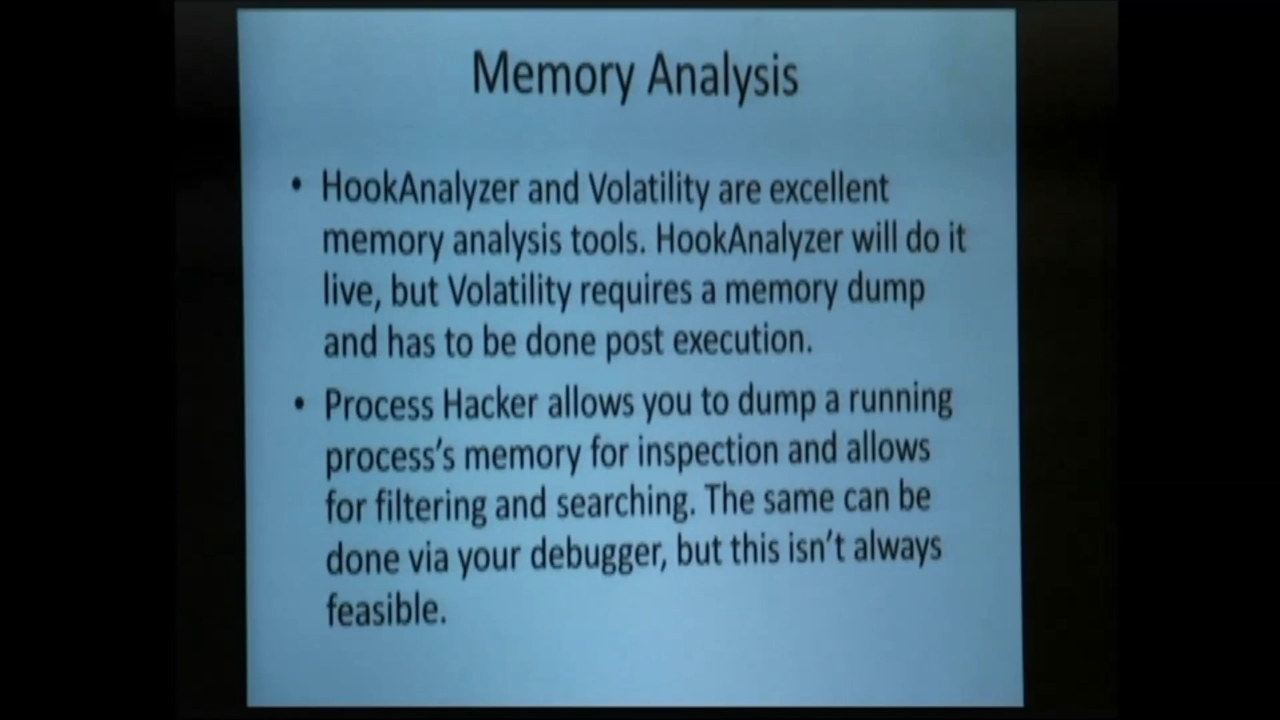 Memory Analysis
• HookAnalyzer and Volatility are excellent
memory analysis tools. HookAnalyzer will do it
live, but Volatility requires a memory dump
and has to be done post execution.
• Process Hacker allows you to dump a running
process’s memory for inspection and allows
for filtering and searching. The same can be
done via your debugger, but this isn’t always
feasible.